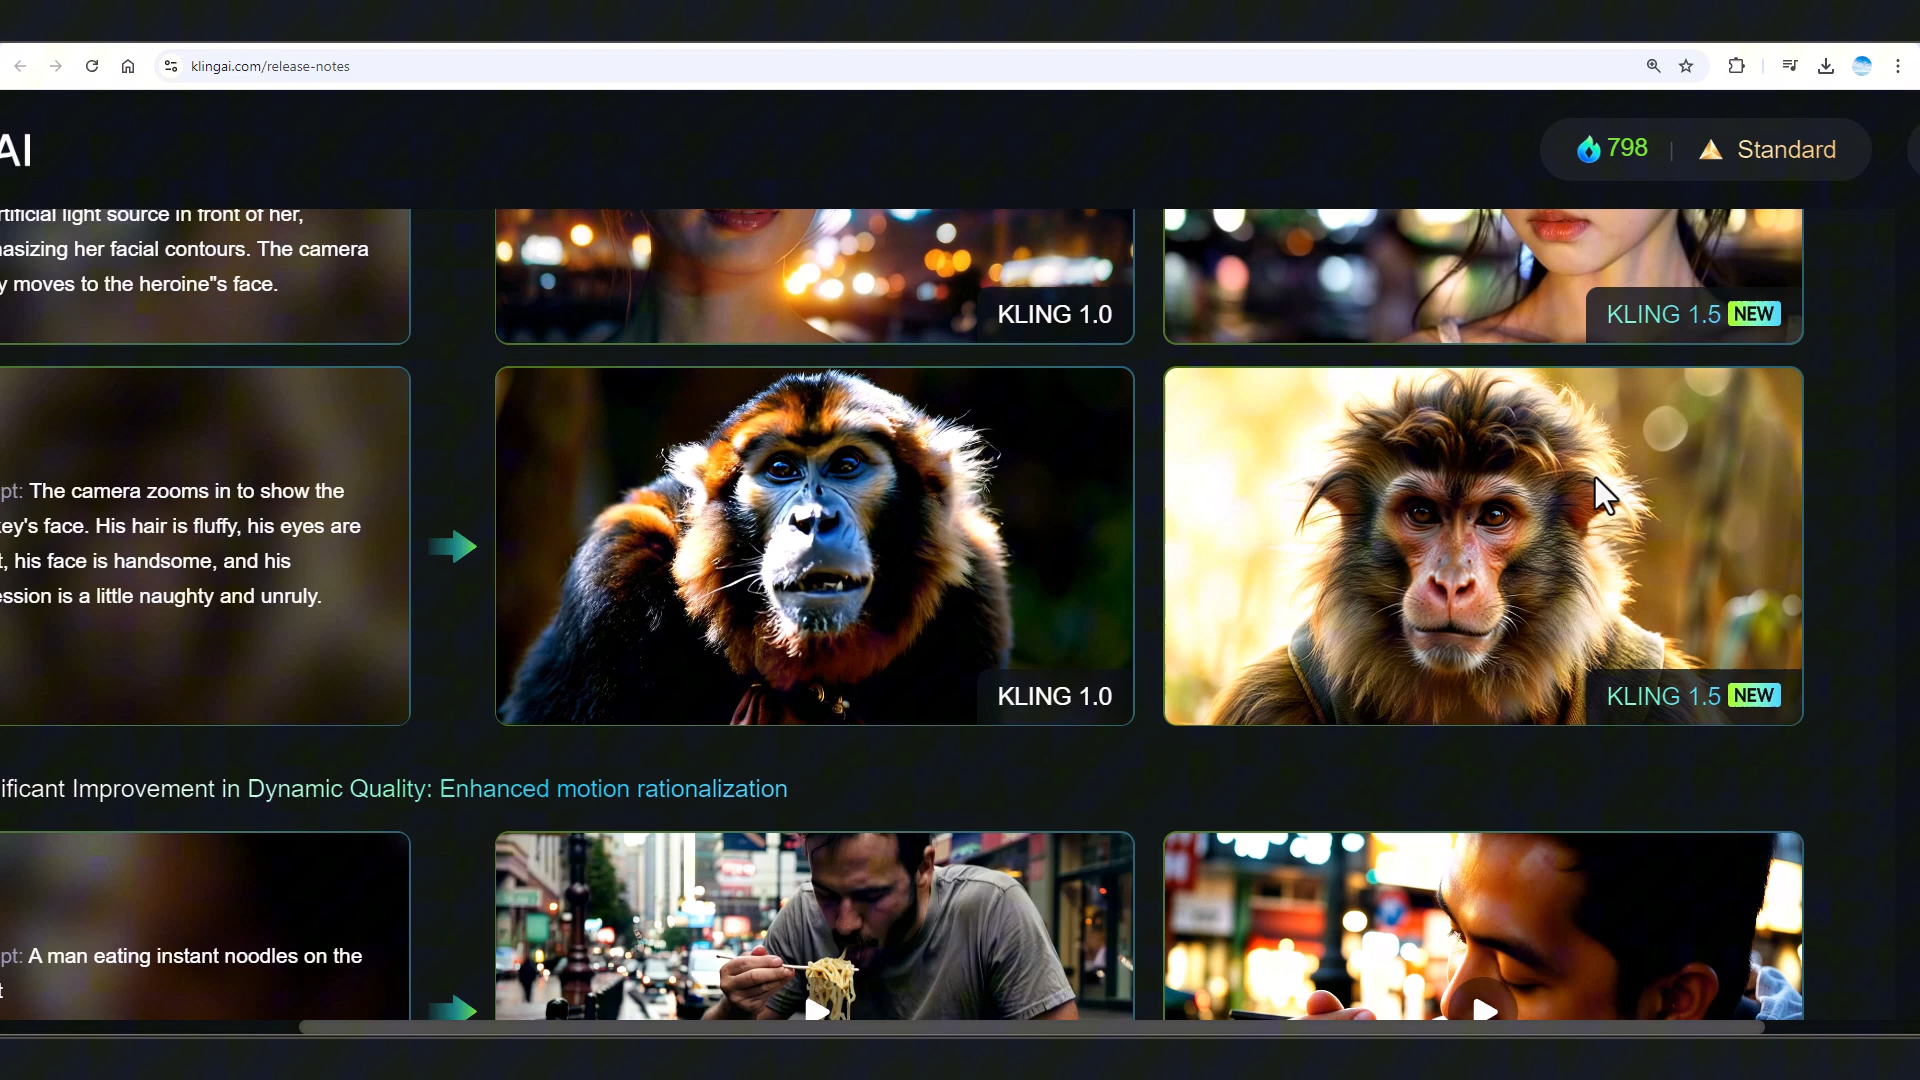 klingai.com/release-notes
AI
798 | Standard
rtificial light source in front of her,
nasizing her facial contours. The camera
y moves to the heroine"s face.
KLING 1.0
KLING 1.5 NEW
pt: The camera zooms in to show the
key's face. His hair is fluffy, his eyes are
t, his face is handsome, and his
ession is a little naughty and unruly.
KLING 1.0
KLING 1.5 NEW
ificant Improvement in Dynamic Quality: Enhanced motion rationalization
pt: A man eating instant noodles on the
t